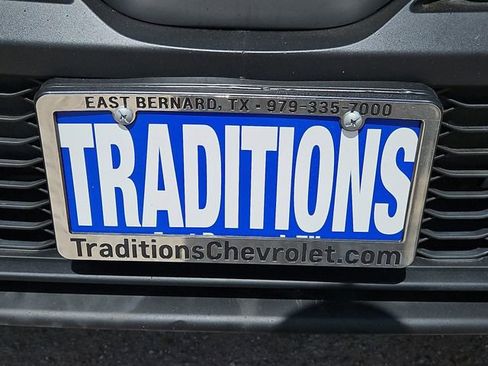 EAST BERNARD, TX - 979-335-7000
TRADITIONS
TraditionsChevrolet.com